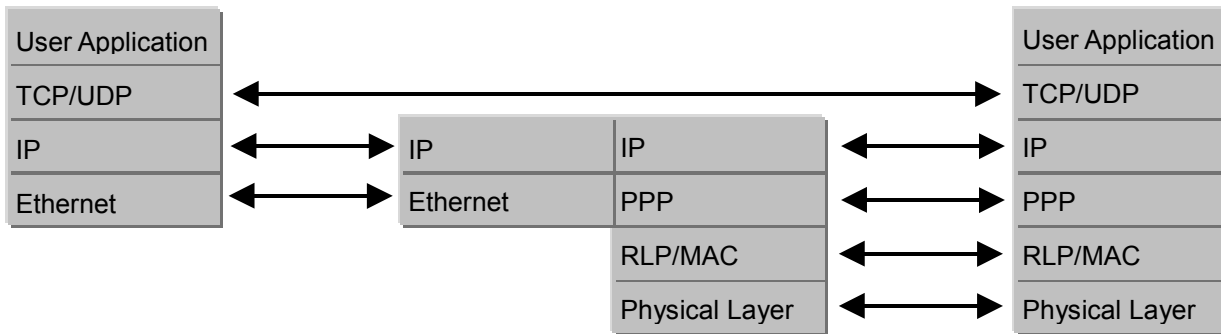 User Application
TCP/UDP
IP
Ethernet
IP
IP
Ethernet
PPP
RLP/MAC
Physical Layer
User Application
TCP/UDP
IP
PPP
RLP/MAC
Physical Layer